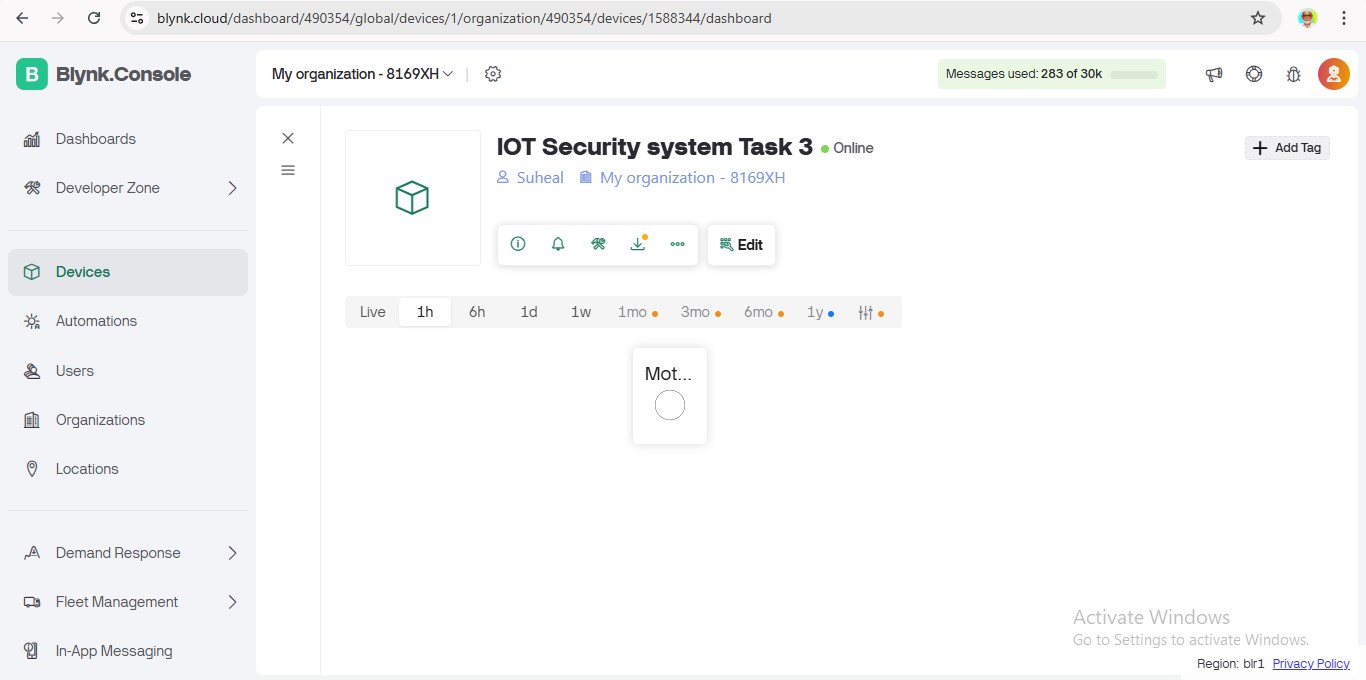 blynk.cloud/dashboard/490354/global/devices/1/organization/490354/devices/1588344/dashboard
B Blynk.Console
My organization - 8169XH
Messages used: 283 of 30k
Dashboards
Developer Zone
Devices
Automations
Users
Organizations
Locations
Demand Response
Fleet Management
In-App Messaging
IOT Security system Task 3 Online
Add Tag
Suheal My organization - 8169XH
Edit
Live 1h 6h 1d 1w 1mo 3mo 6mo 1y
Mot...
Activate Windows
Go to Settings to activate Windows.
Region: blr1 Privacy Policy